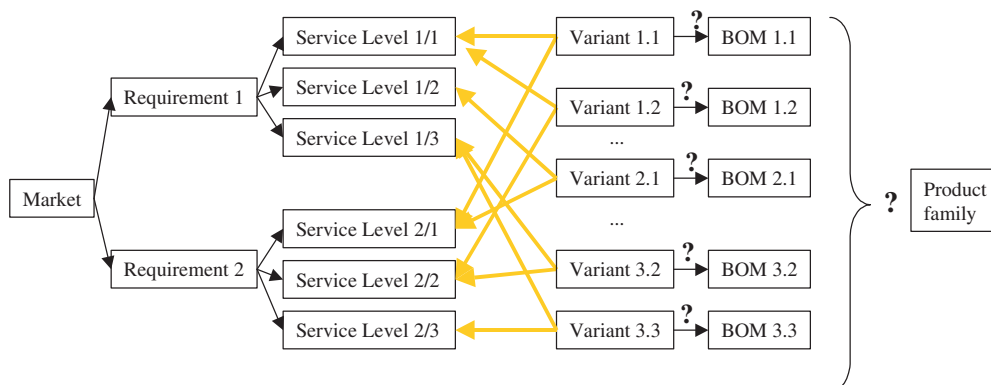 Market
Requirement 1
Requirement 2
Service Level 1/1
Service Level 1/2
Service Level 1/3
Service Level 2/1
Service Level 2/2
Service Level 2/3
Variant 1.1
?
BOM 1.1
Variant 1.2
?
BOM 1.2
...
Variant 2.1
?
BOM 2.1
...
Variant 3.2
?
BOM 3.2
Variant 3.3
?
BOM 3.3
?
Product
family